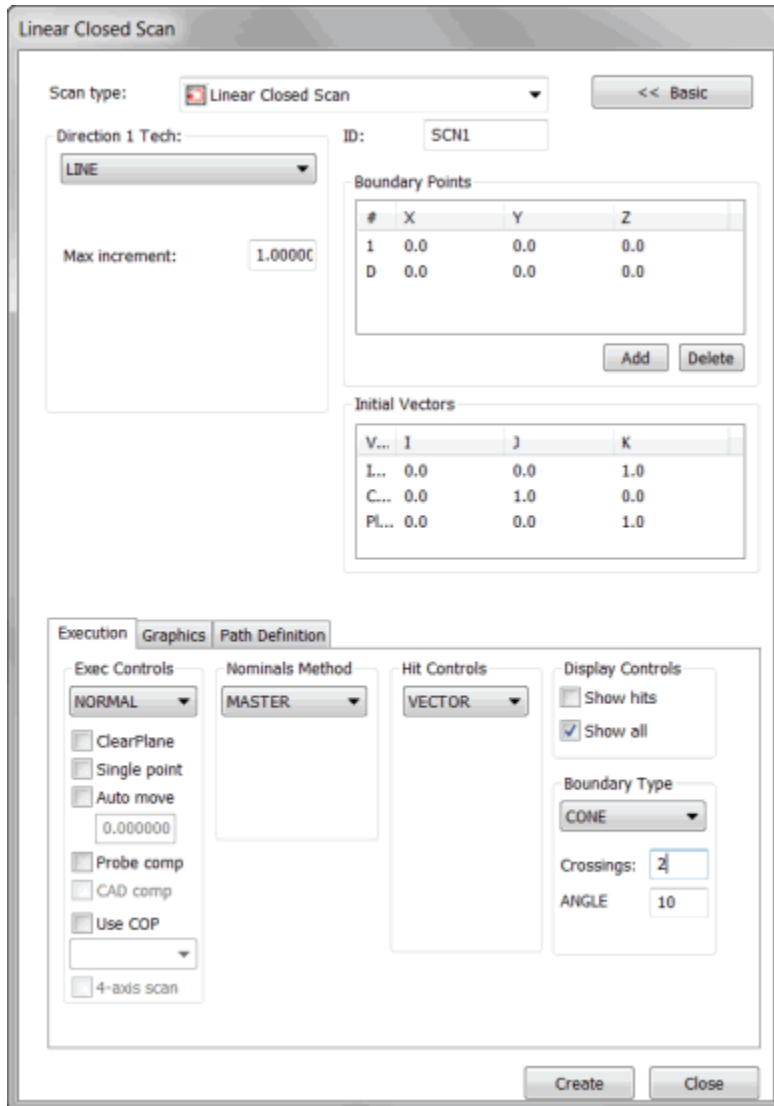 Linear Closed Scan
Scan type: Linear Closed Scan << Basic
Direction 1 Tech: ID: SCN1
LINE
Max increment: 1.00000
Boundary Points
# X Y Z
1 0.0 0.0 0.0
D 0.0 0.0 0.0
Add Delete
Initial Vectors
V... I J K
I... 0.0 0.0 1.0
C... 0.0 1.0 0.0
Pl... 0.0 0.0 1.0
Execution Graphics Path Definition
Exec Controls Nominals Method Hit Controls Display Controls
NORMAL MASTER VECTOR Show hits
ClearPlane Show all
Single point
Auto move Boundary Type
0.000000 CONE
Probe comp Crossings: 2
CAD comp
Use COP ANGLE 10
4-axis scan
Create Close